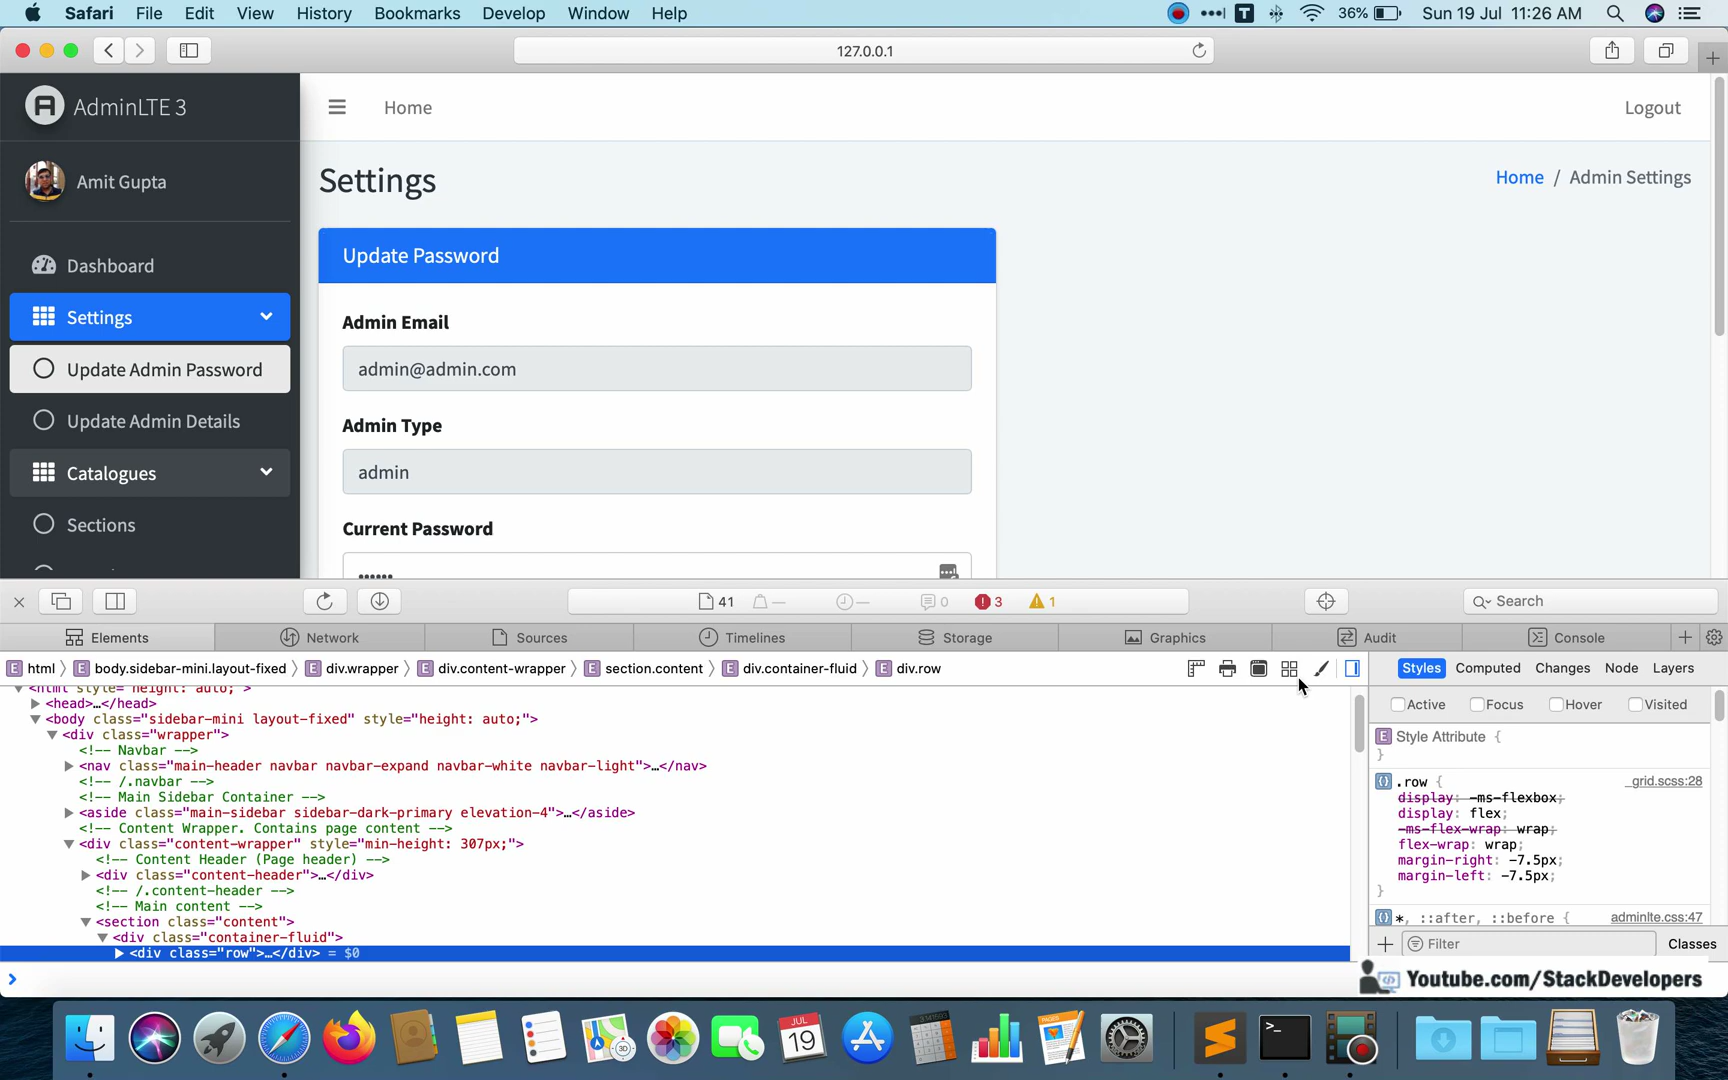 Safari File Edit View History Bookmarks Develop Window Help
36% Sun 19 Jul 11:26 AM
127.0.0.1
AdminLTE 3
Home
Logout
Amit Gupta
Settings
Home / Admin Settings
Dashboard
Settings
Update Admin Password
Update Admin Details
Catalogues
Sections
Update Password
Admin Email
admin@admin.com
Admin Type
admin
Current Password
••••••
41 — — 0 3 1
Search
Elements Network Sources Timelines Storage Graphics Audit Console
html body.sidebar-mini.layout-fixed div.wrapper div.content-wrapper section.content div.container-fluid div.row
<html style="height: auto;">
<head>…</head>
<body class="sidebar-mini layout-fixed" style="height: auto;">
<div class="wrapper">
<!-- Navbar -->
<nav class="main-header navbar navbar-expand navbar-white navbar-light">…</nav>
<!-- /.navbar -->
<!-- Main Sidebar Container -->
<aside class="main-sidebar sidebar-dark-primary elevation-4">…</aside>
<!-- Content Wrapper. Contains page content -->
<div class="content-wrapper" style="min-height: 307px;">
<!-- Content Header (Page header) -->
<div class="content-header">…</div>
<!-- /.content-header -->
<!-- Main content -->
<section class="content">
<div class="container-fluid">
<div class="row">…</div> = $0
Styles Computed Changes Node Layers
Active Focus Hover Visited
Style Attribute {
}
.row { _grid.scss:28
display: -ms-flexbox;
display: flex;
-ms-flex-wrap: wrap;
flex-wrap: wrap;
margin-right: -7.5px;
margin-left: -7.5px;
}
*, ::after, ::before { adminlte.css:47
Filter Classes
Youtube.com/StackDevelopers
JUL
19